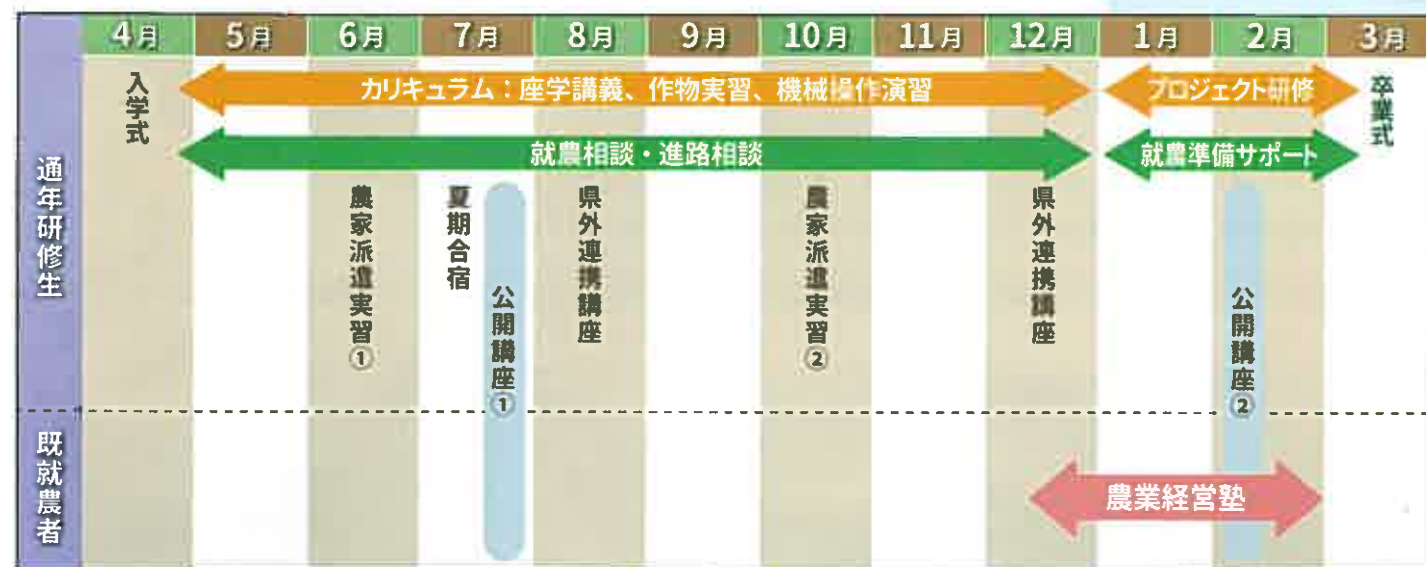 4月 5月 6月 7月 8月 9月 10月 11月 12月 1月 2月 3月
通年研修生
入学式
カリキュラム：座学講義、作物実習、機械操作演習
プロジェクト研修
卒業式
就農相談・進路相談
就農準備サポート
農家派遣実習①
夏期合宿
公開講座①
県外連携講座
農家派遣実習②
県外連携講座
公開講座②
既就農者
農業経営塾